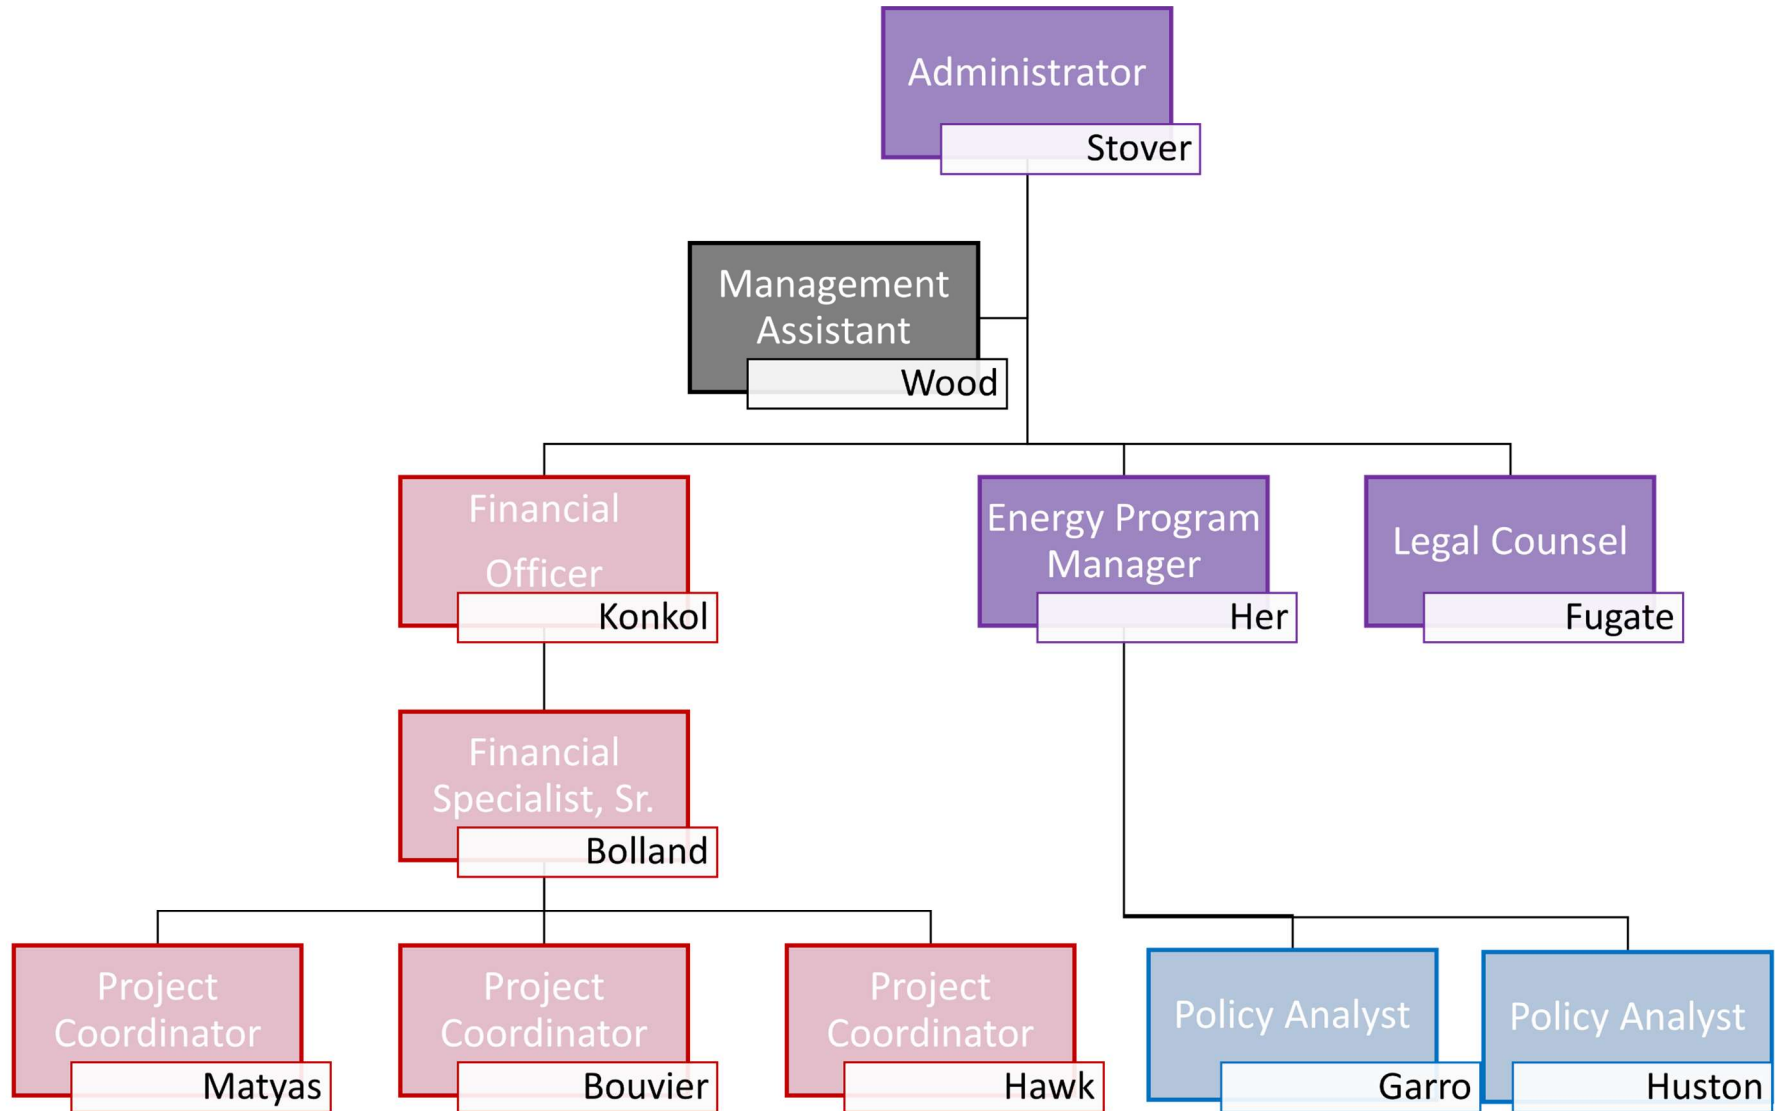 Administrator
Stover
Management
Assistant
Wood
Financial
Officer
Konkol
Energy Program
Manager
Her
Legal Counsel
Fugate
Financial
Specialist, Sr.
Bolland
Project
Coordinator
Matyas
Project
Coordinator
Bouvier
Project
Coordinator
Hawk
Policy Analyst
Garro
Policy Analyst
Huston